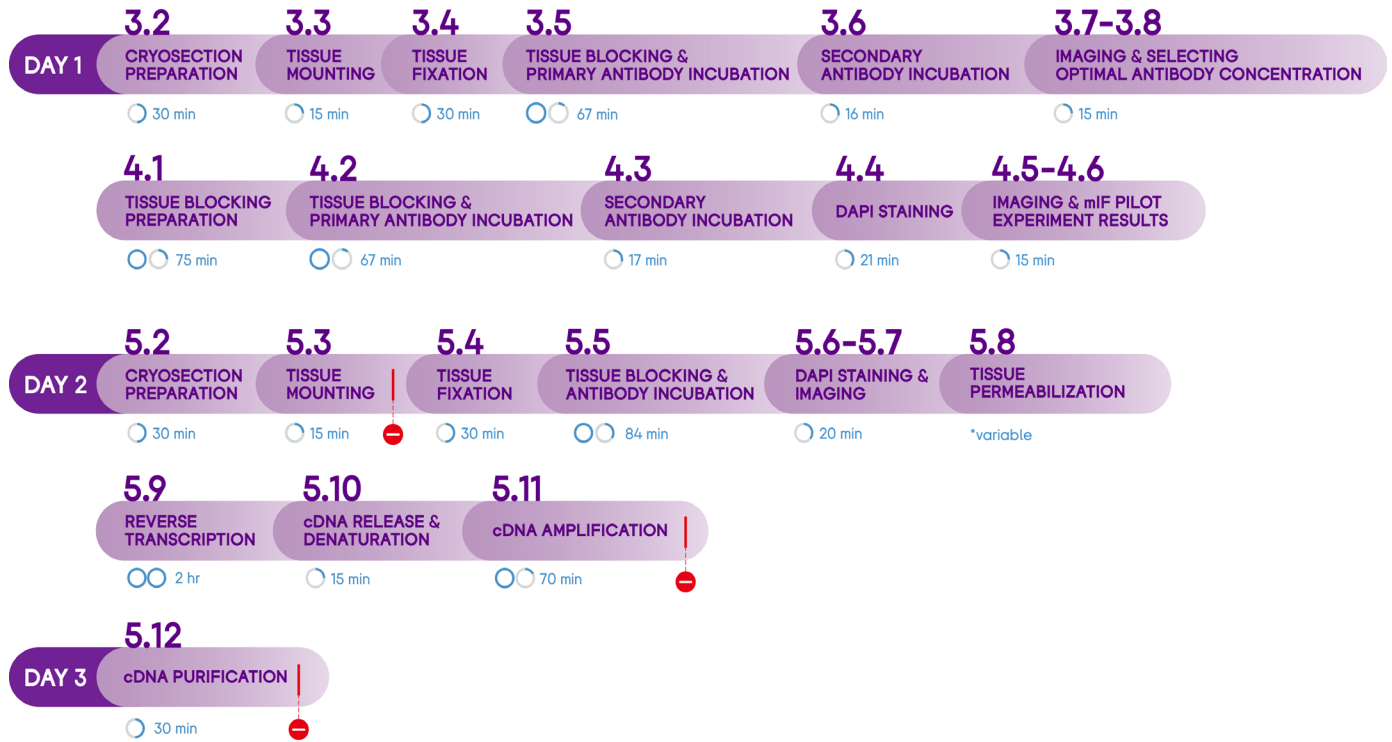 3.2
3.3
3.4
3.5
3.6
3.7-3.8
DAY 1
CRYOSECTION
PREPARATION
TISSUE
MOUNTING
TISSUE
FIXATION
TISSUE BLOCKING &
PRIMARY ANTIBODY INCUBATION
SECONDARY
ANTIBODY INCUBATION
IMAGING & SELECTING
OPTIMAL ANTIBODY CONCENTRATION
30 min
15 min
30 min
67 min
16 min
15 min
4.1
4.2
4.3
4.4
4.5-4.6
TISSUE BLOCKING
PREPARATION
TISSUE BLOCKING &
PRIMARY ANTIBODY INCUBATION
SECONDARY
ANTIBODY INCUBATION
DAPI STAINING
IMAGING & mIF PILOT
EXPERIMENT RESULTS
75 min
67 min
17 min
21 min
15 min
5.2
5.3
5.4
5.5
5.6-5.7
5.8
DAY 2
CRYOSECTION
PREPARATION
TISSUE
MOUNTING
TISSUE
FIXATION
TISSUE BLOCKING &
ANTIBODY INCUBATION
DAPI STAINING &
IMAGING
TISSUE
PERMEABILIZATION
30 min
15 min
30 min
84 min
20 min
*variable
5.9
5.10
5.11
REVERSE
TRANSCRIPTION
cDNA RELEASE &
DENATURATION
cDNA AMPLIFICATION
2 hr
15 min
70 min
5.12
DAY 3
cDNA PURIFICATION
30 min